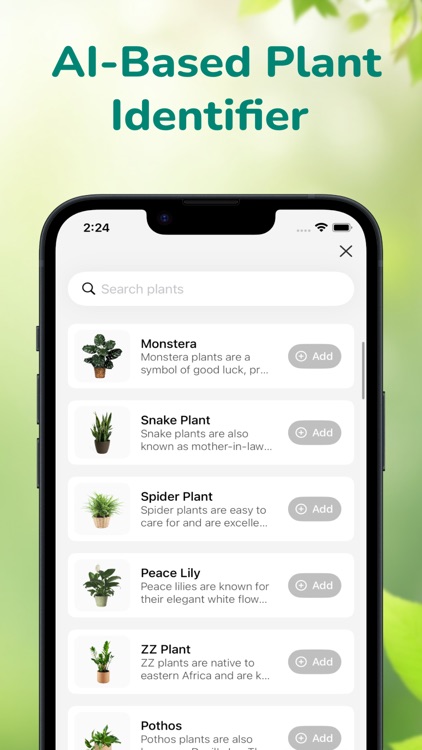 AI-Based Plant
Identifier
2:24
Search plants
Monstera
Monstera plants are a
symbol of good luck, pr...
Add
Snake Plant
Snake plants are also
known as mother-in-law...
Add
Spider Plant
Spider plants are easy to
care for and are excelle...
Add
Peace Lily
Peace lilies are known for
their elegant white flow...
Add
ZZ Plant
ZZ plants are native to
eastern Africa and are k...
Add
Pothos
Pothos plants are also
Add